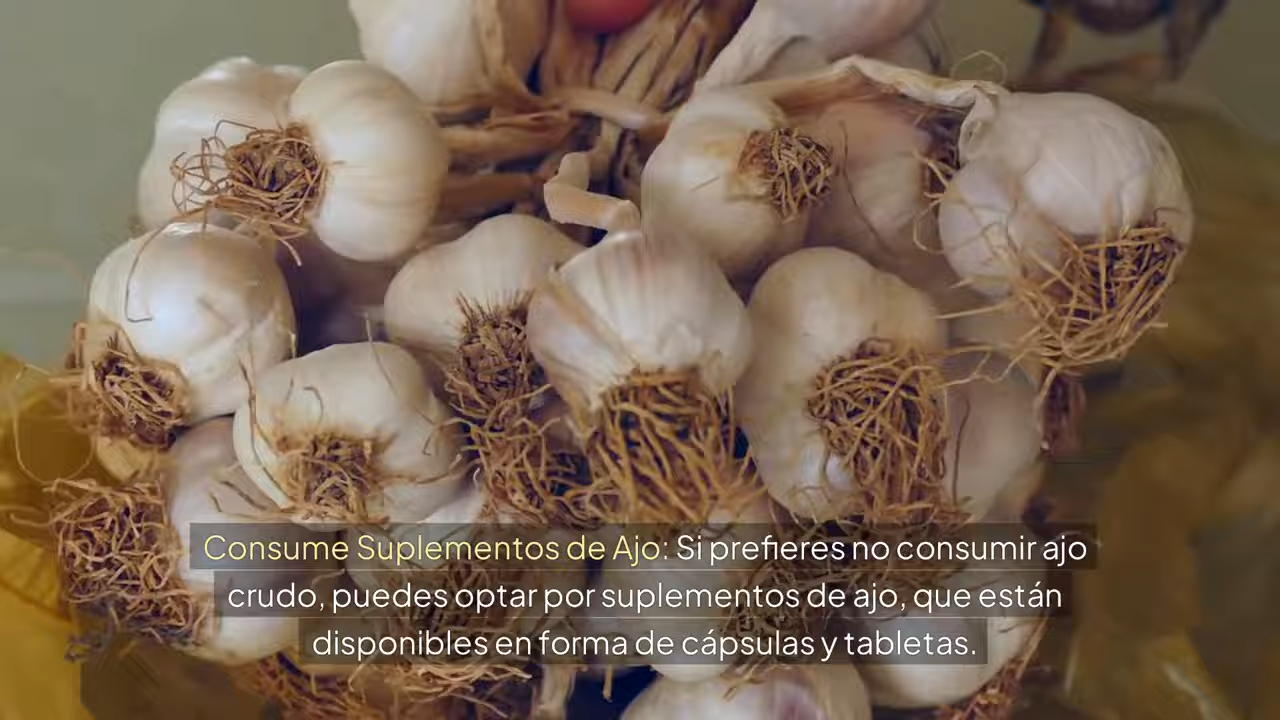 Consume Suplementos de Ajo: Si prefieres no consumir ajo
crudo, puedes optar por suplementos de ajo, que están
disponibles en forma de cápsulas y tabletas.